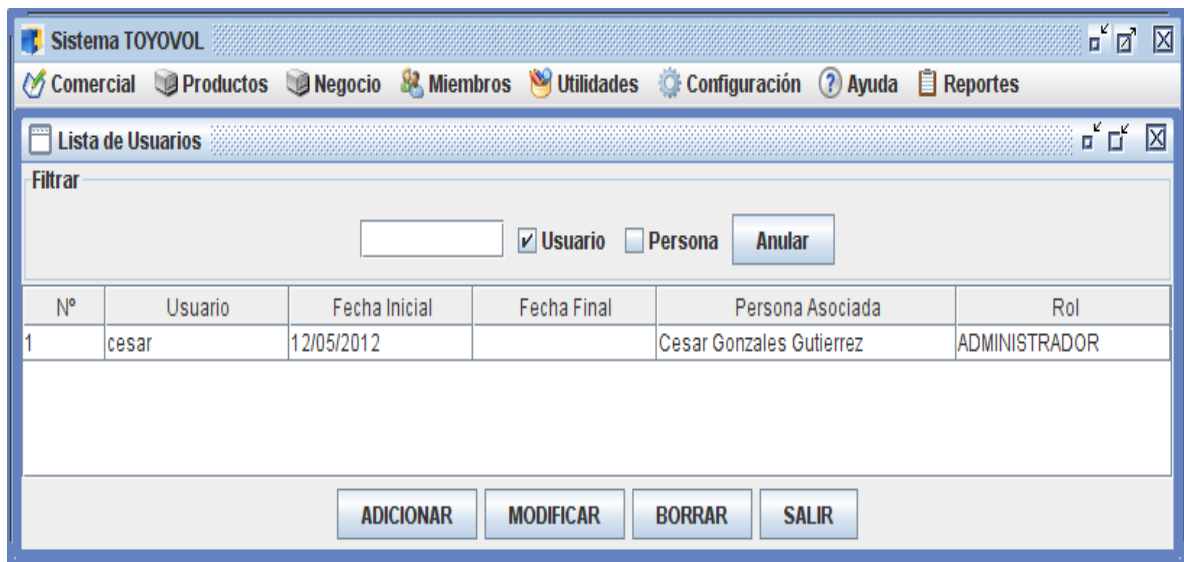 Sistema TOYOVOL
Comercial Productos Negocio Miembros Utilidades Configuración ? Ayuda Reportes
Lista de Usuarios
Filtrar
Usuario Persona Anular
Nº Usuario Fecha Inicial Fecha Final Persona Asociada Rol
1 cesar 12/05/2012 Cesar Gonzales Gutierrez ADMINISTRADOR
ADICIONAR MODIFICAR BORRAR SALIR